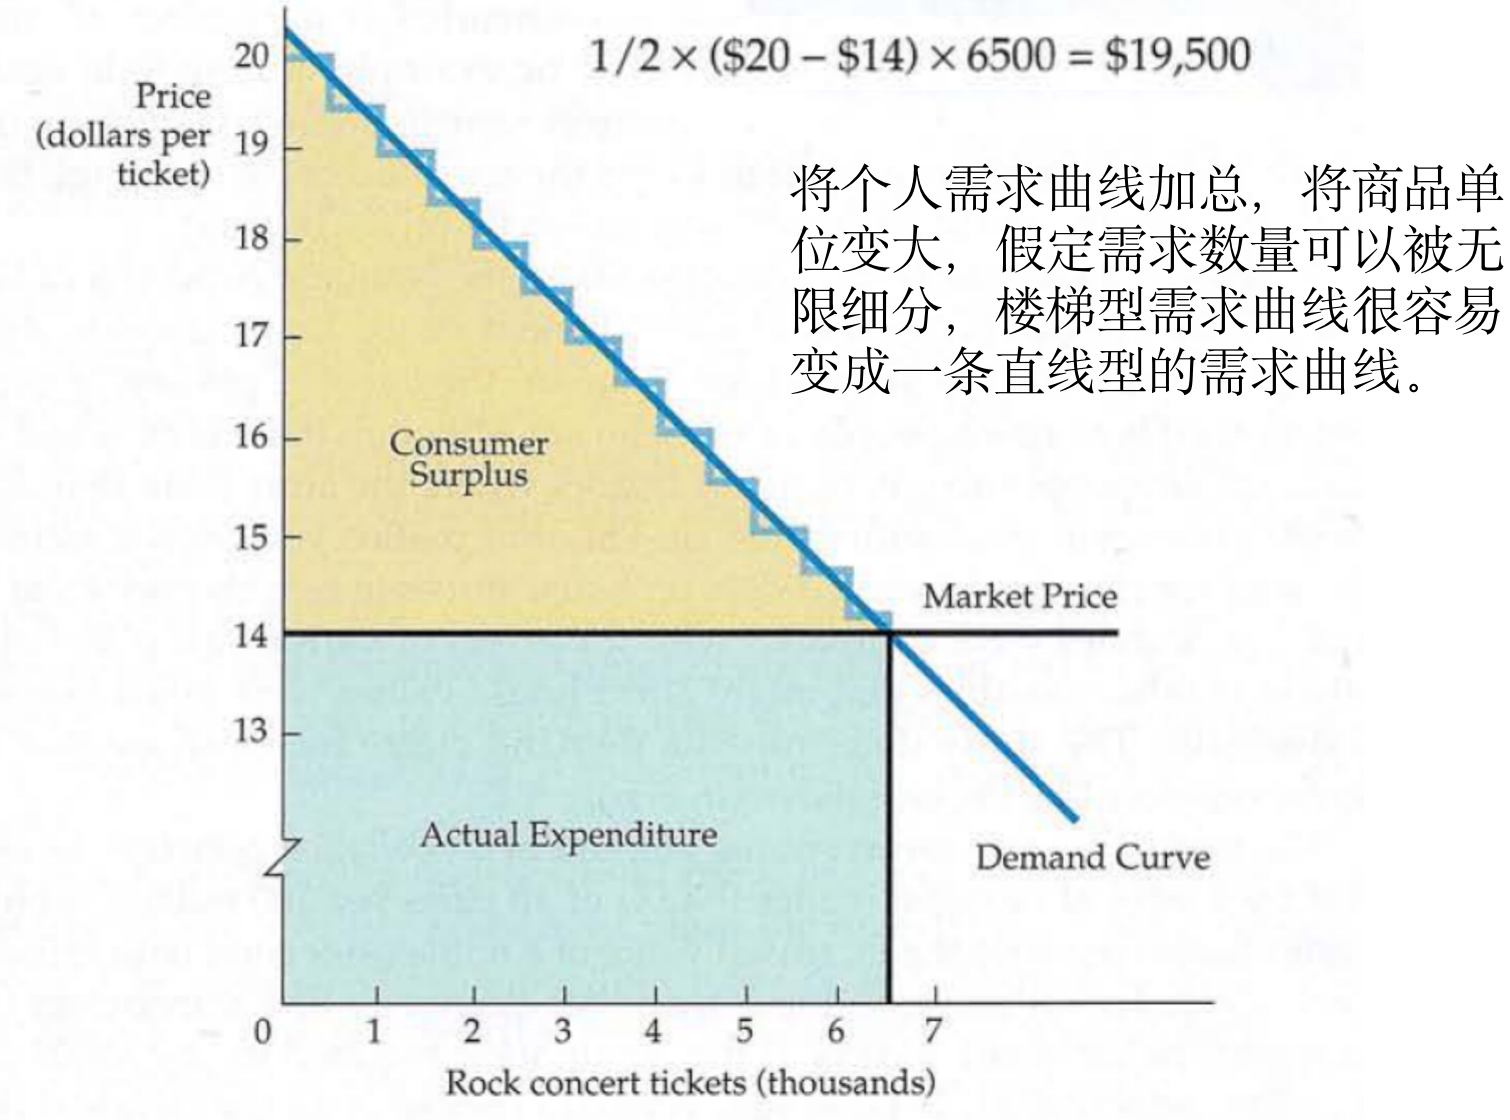 1/2 × ($20 – $14) × 6500 = $19,500
20
Price
(dollars per
ticket)
19
18
17
16
15
14
13
将个人需求曲线加总，将商品单
位变大，假定需求数量可以被无
限细分，楼梯型需求曲线很容易
变成一条直线型的需求曲线。
Consumer
Surplus
Market Price
Actual Expenditure
Demand Curve
0 1 2 3 4 5 6 7
Rock concert tickets (thousands)